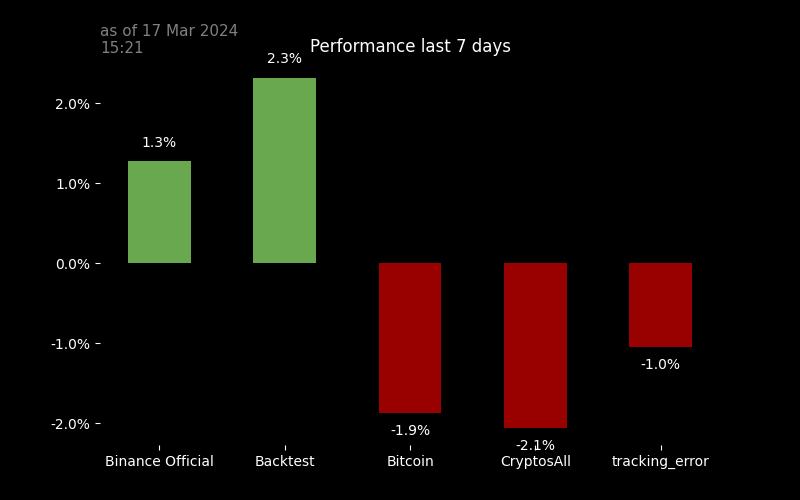 as of 17 Mar 2024
15:21
Performance last 7 days
2.3%
2.0%
1.3%
1.0%
0.0%
-1.0%
-1.0%
-2.0%
-1.9%
-2.1%
Binance Official
Backtest
Bitcoin
CryptosAll
tracking_error